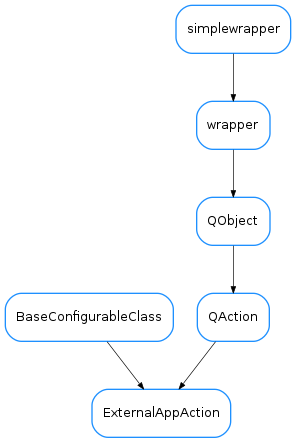 simplewrapper
wrapper
QObject
BaseConfigurableClass
QAction
ExternalAppAction